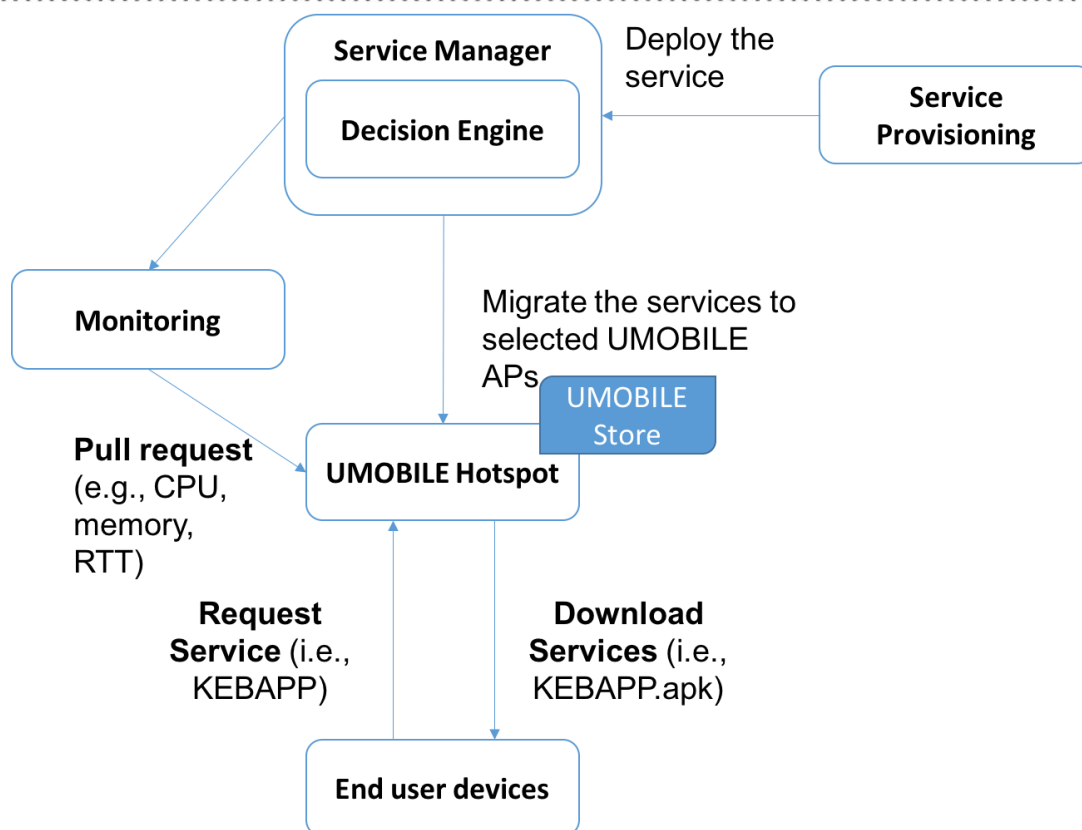 Service Manager
Decision Engine
Deploy the
service
Service
Provisioning
Monitoring
Migrate the services to
selected UMOBILE
APs
UMOBILE
Store
UMOBILE Hotspot
Pull request
(e.g., CPU,
memory,
RTT)
Request
Service (i.e.,
KEBAPP)
Download
Services (i.e.,
KEBAPP.apk)
End user devices